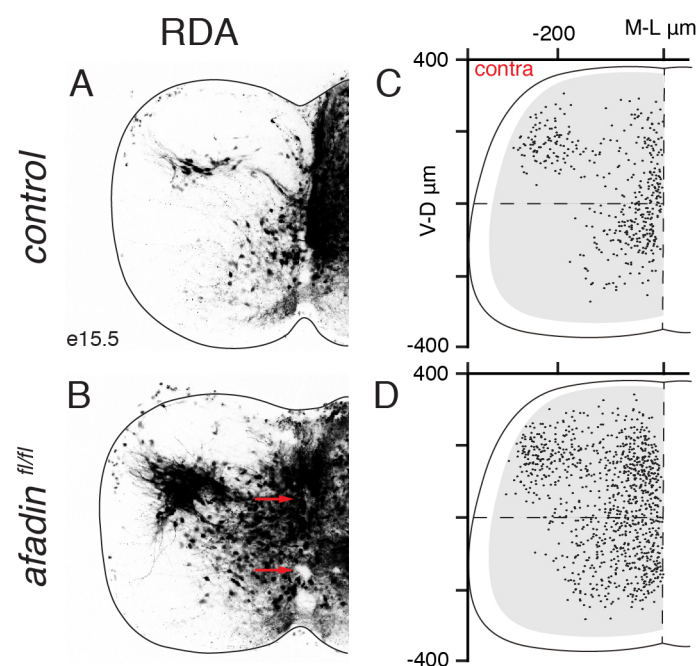 RDA
-200
M-L µm
400
contra
A
C
control
V-D µm
e15.5
-400
400
B
D
afadin fl/fl
-400